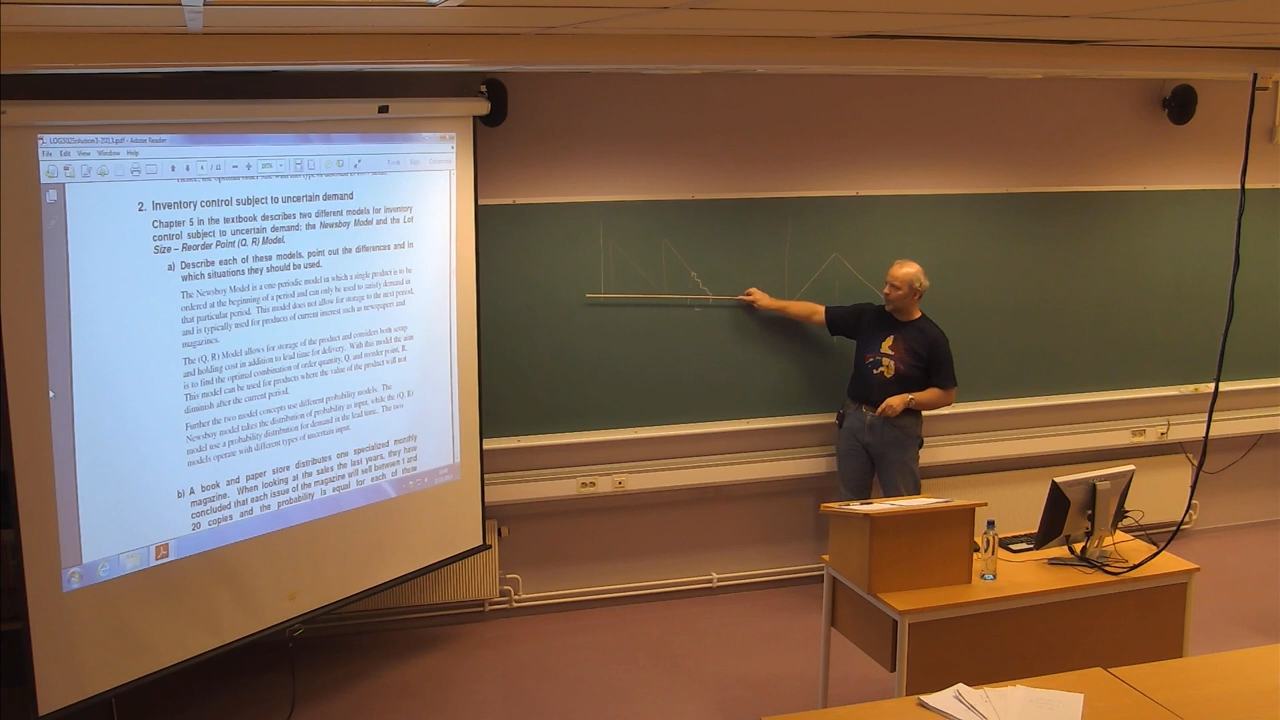 LOG3025olution3-2013.pdf - Adobe Reader
File Edit View Window Help
2. Inventory control subject to uncertain demand
Chapter 5 in the textbook describes two different models for inventory
control subject to uncertain demand; the Newsboy Model and the Lot
Size – Reorder Point (Q, R) Model.
a) Describe each of these models, point out the differences and in
which situations they should be used.
The Newsboy Model is a one-periodic model in which a single product is to be
ordered at the beginning of a period and can only be used to satisfy demand in
that particular period. This model does not allow for storage to the next period,
and is typically used for products of current interest such as newspapers and
magazines.
The (Q, R) Model allows for storage of the product and considers both setup
and holding cost in addition to lead time for delivery. With this model the aim
is to find the optimal combination of order quantity, Q, and reorder point, R.
This model can be used for products where the value of the product will not
diminish after the current period.
Further the two model concepts use different probability models. The
Newsboy model takes the distribution of probability as input, while the (Q, R)
model use a probability distribution for demand in the lead time. The two
models operate with different types of uncertain input.
b) A book and paper store distributes one specialized monthly
magazine. When looking at the sales the last years, they have
concluded that each issue of the magazine will sell between 1 and
20 copies and the probability is equal for each of these